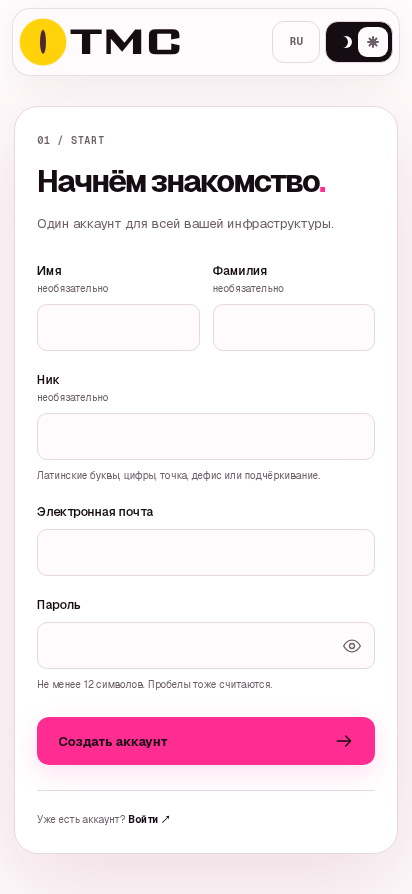 TMC
RU
01 / START
Начнём знакомство.
Один аккаунт для всей вашей инфраструктуры.
Имя Фамилия
необязательно необязательно
Ник
необязательно
Латинские буквы, цифры, точка, дефис или подчёркивание.
Электронная почта
Пароль
Не менее 12 символов. Пробелы тоже считаются.
Создать аккаунт →
Уже есть аккаунт? Войти ↗